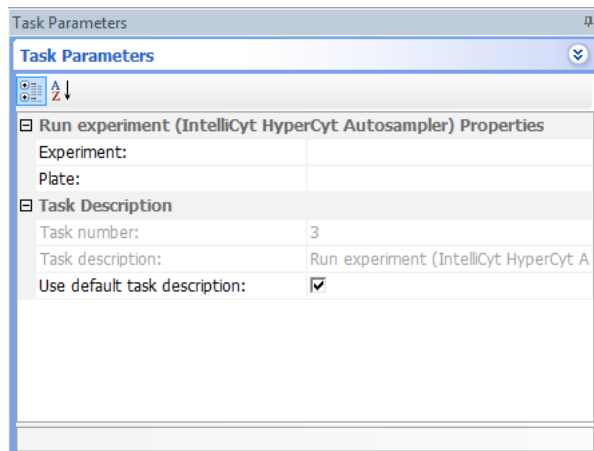 Task Parameters
Task Parameters
Run experiment (IntelliCyt HyperCyt Autosampler) Properties
Experiment:
Plate:
Task Description
Task number: 3
Task description: Run experiment (IntelliCyt HyperCyt A
Use default task description: